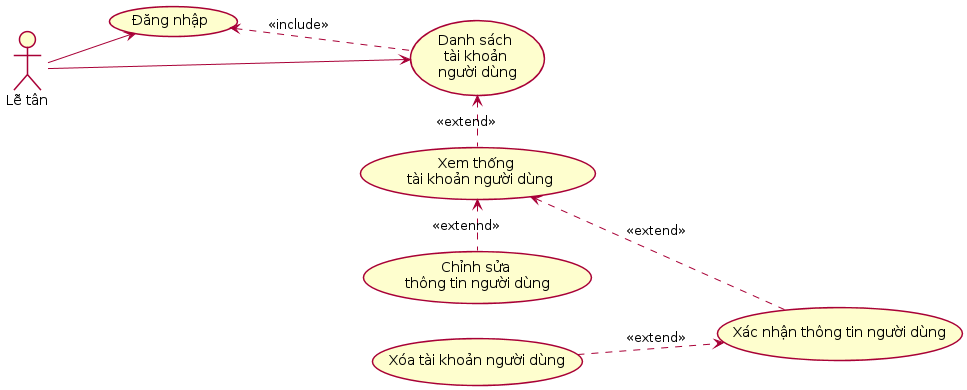 Đăng nhập
«include»
Danh sách
tài khoản
người dùng
Lễ tân
«extend»
Xem thống
tài khoản người dùng
«extenhd»
«extend»
Chỉnh sửa
thông tin người dùng
Xác nhận thông tin người dùng
«extend»
Xóa tài khoản người dùng